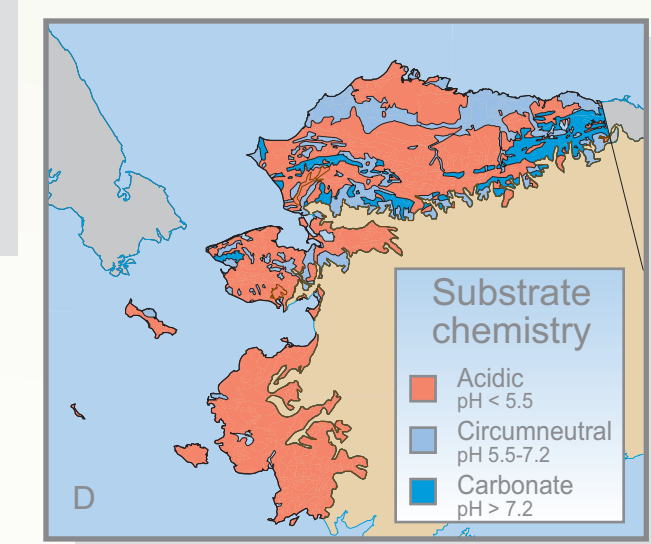 Substrate
chemistry
Acidic
pH < 5.5
Circumneutral
pH 5.5-7.2
Carbonate
pH > 7.2
D